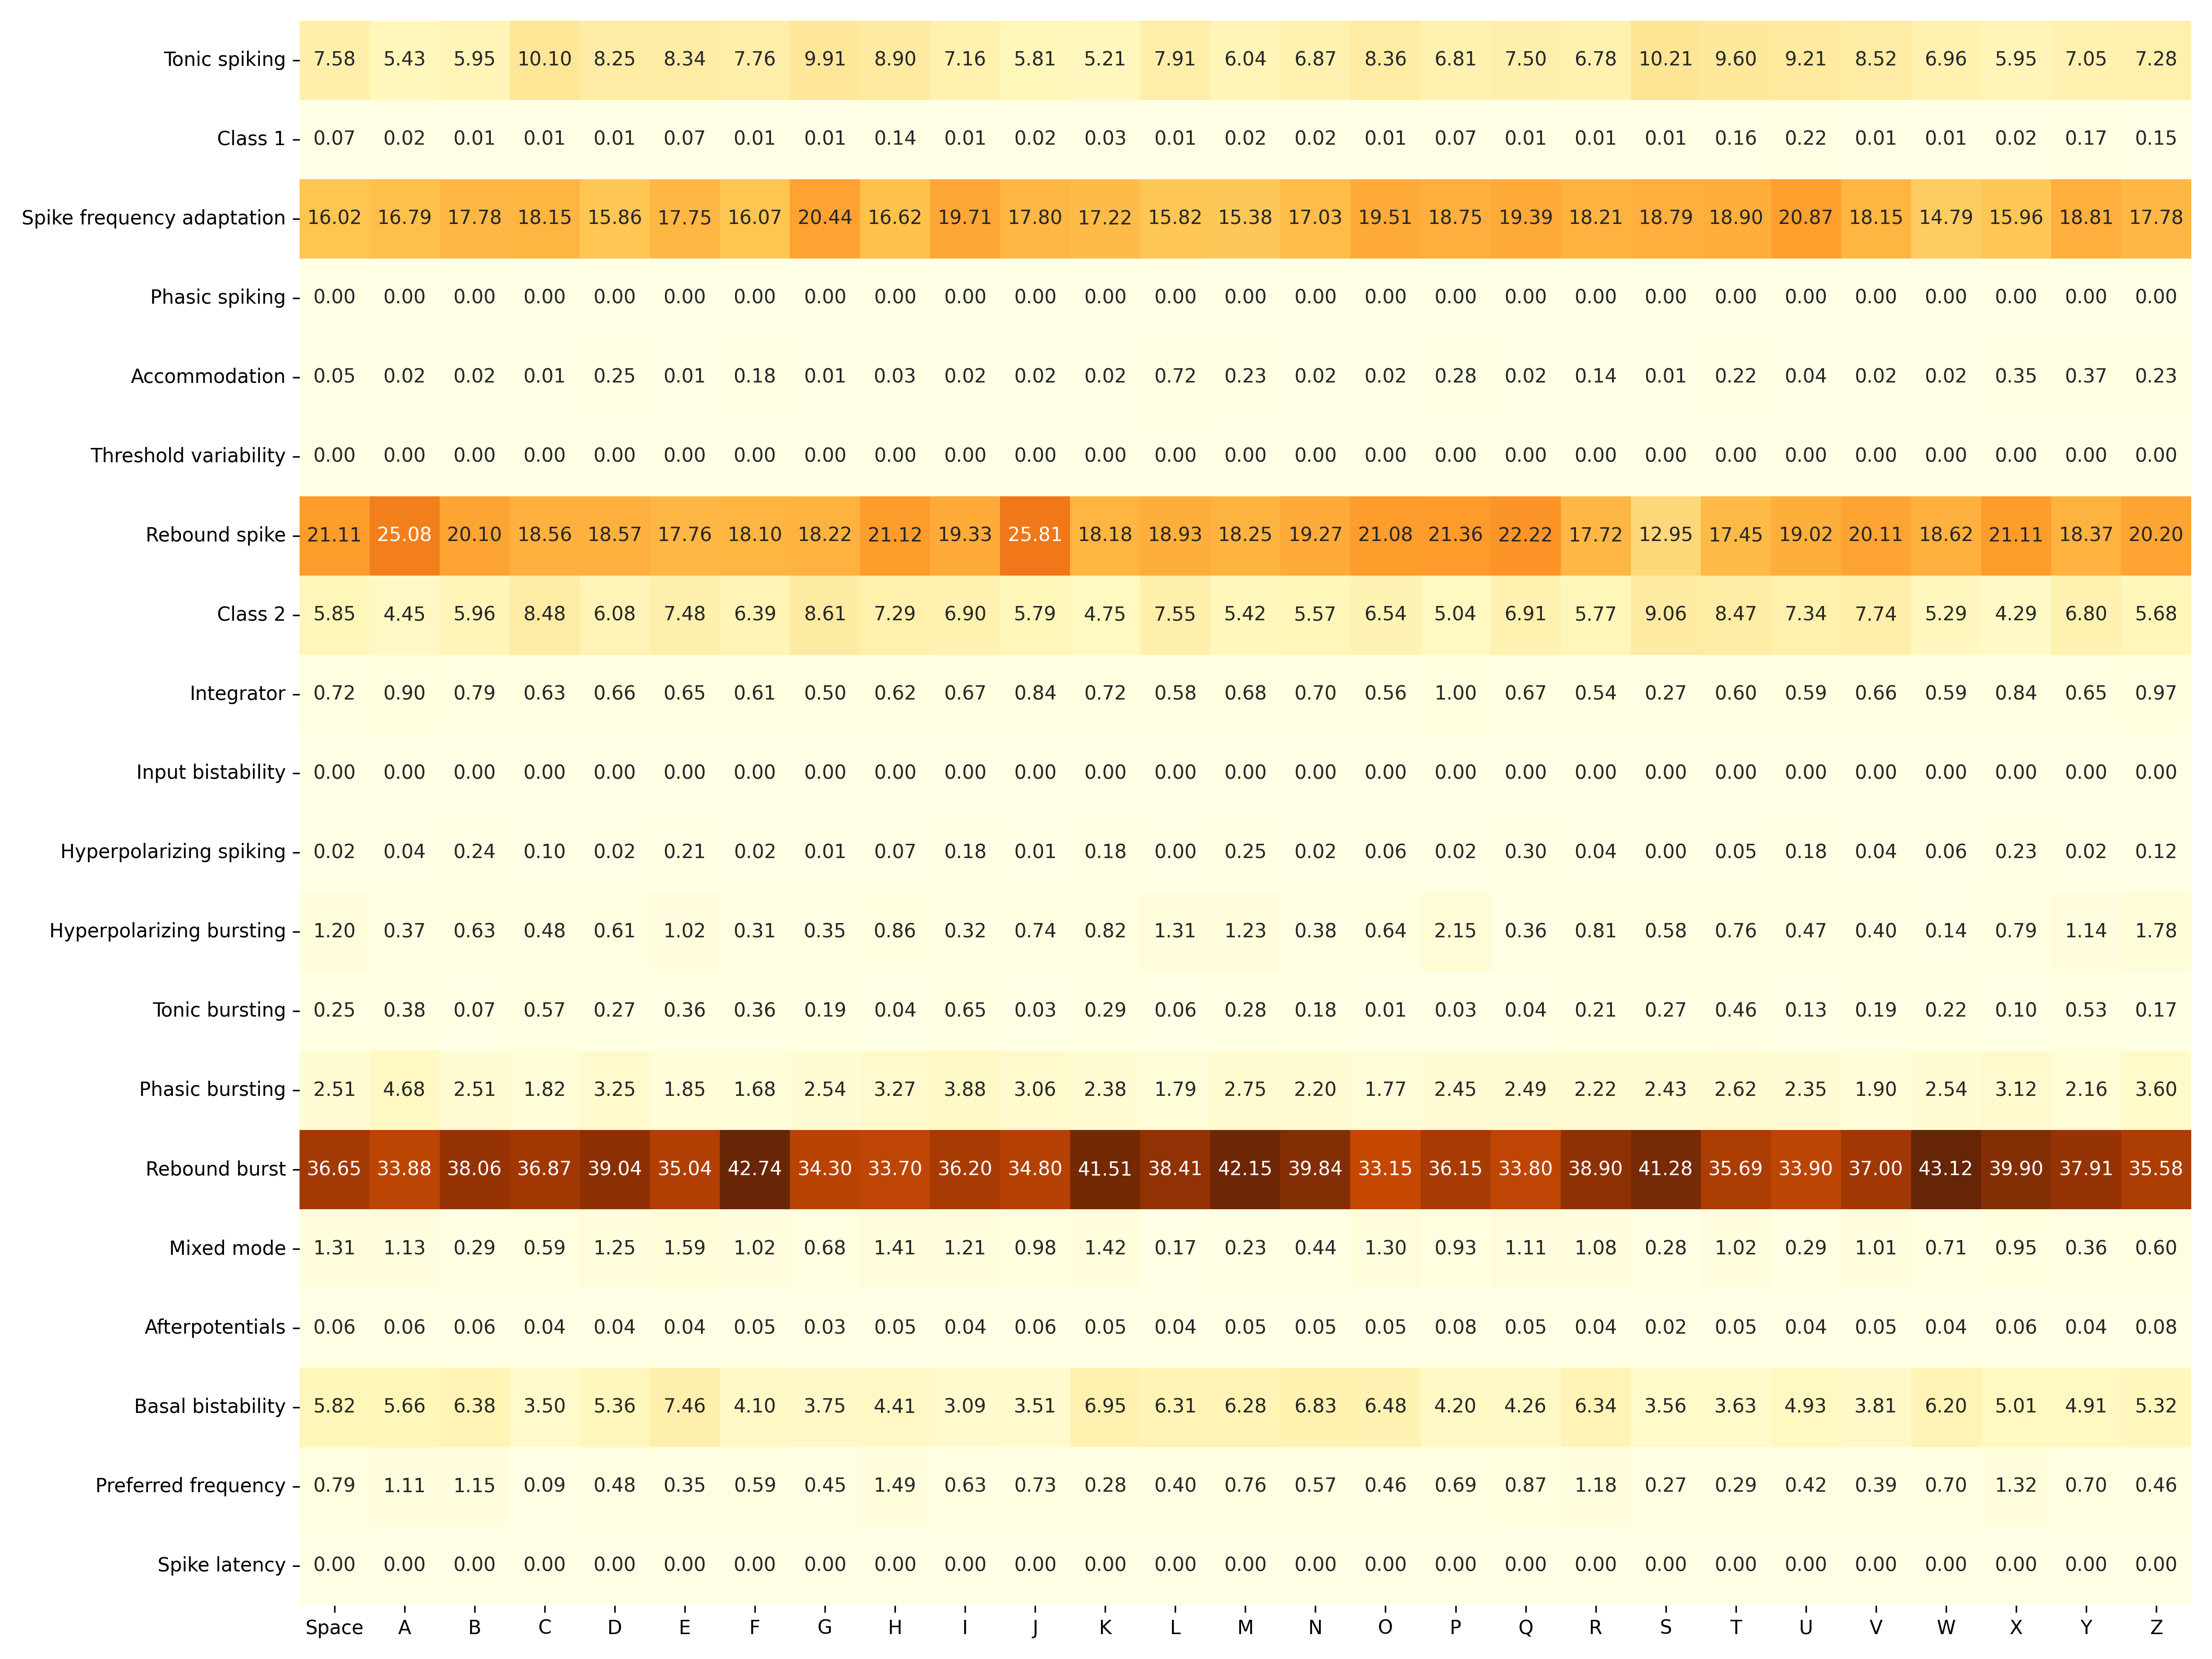 Tonic spiking 7.58 5.43 5.95 10.10 8.25 8.34 7.76 9.91 8.90 7.16 5.81 5.21 7.91 6.04 6.87 8.36 6.81 7.50 6.78 10.21 9.60 9.21 8.52 6.96 5.95 7.05 7.28
Class 1 0.07 0.02 0.01 0.01 0.01 0.07 0.01 0.01 0.14 0.01 0.02 0.03 0.01 0.02 0.02 0.01 0.07 0.01 0.01 0.01 0.16 0.22 0.01 0.01 0.02 0.17 0.15
Spike frequency adaptation 16.02 16.79 17.78 18.15 15.86 17.75 16.07 20.44 16.62 19.71 17.80 17.22 15.82 15.38 17.03 19.51 18.75 19.39 18.21 18.79 18.90 20.87 18.15 14.79 15.96 18.81 17.78
Phasic spiking 0.00 0.00 0.00 0.00 0.00 0.00 0.00 0.00 0.00 0.00 0.00 0.00 0.00 0.00 0.00 0.00 0.00 0.00 0.00 0.00 0.00 0.00 0.00 0.00 0.00 0.00 0.00
Accommodation 0.05 0.02 0.02 0.01 0.25 0.01 0.18 0.01 0.03 0.02 0.02 0.02 0.72 0.23 0.02 0.02 0.28 0.02 0.14 0.01 0.22 0.04 0.02 0.02 0.35 0.37 0.23
Threshold variability 0.00 0.00 0.00 0.00 0.00 0.00 0.00 0.00 0.00 0.00 0.00 0.00 0.00 0.00 0.00 0.00 0.00 0.00 0.00 0.00 0.00 0.00 0.00 0.00 0.00 0.00 0.00
Rebound spike 21.11 25.08 20.10 18.56 18.57 17.76 18.10 18.22 21.12 19.33 25.81 18.18 18.93 18.25 19.27 21.08 21.36 22.22 17.72 12.95 17.45 19.02 20.11 18.62 21.11 18.37 20.20
Class 2 5.85 4.45 5.96 8.48 6.08 7.48 6.39 8.61 7.29 6.90 5.79 4.75 7.55 5.42 5.57 6.54 5.04 6.91 5.77 9.06 8.47 7.34 7.74 5.29 4.29 6.80 5.68
Integrator 0.72 0.90 0.79 0.63 0.66 0.65 0.61 0.50 0.62 0.67 0.84 0.72 0.58 0.68 0.70 0.56 1.00 0.67 0.54 0.27 0.60 0.59 0.66 0.59 0.84 0.65 0.97
Input bistability 0.00 0.00 0.00 0.00 0.00 0.00 0.00 0.00 0.00 0.00 0.00 0.00 0.00 0.00 0.00 0.00 0.00 0.00 0.00 0.00 0.00 0.00 0.00 0.00 0.00 0.00 0.00
Hyperpolarizing spiking 0.02 0.04 0.24 0.10 0.02 0.21 0.02 0.01 0.07 0.18 0.01 0.18 0.00 0.25 0.02 0.06 0.02 0.30 0.04 0.00 0.05 0.18 0.04 0.06 0.23 0.02 0.12
Hyperpolarizing bursting 1.20 0.37 0.63 0.48 0.61 1.02 0.31 0.35 0.86 0.32 0.74 0.82 1.31 1.23 0.38 0.64 2.15 0.36 0.81 0.58 0.76 0.47 0.40 0.14 0.79 1.14 1.78
Tonic bursting 0.25 0.38 0.07 0.57 0.27 0.36 0.36 0.19 0.04 0.65 0.03 0.29 0.06 0.28 0.18 0.01 0.03 0.04 0.21 0.27 0.46 0.13 0.19 0.22 0.10 0.53 0.17
Phasic bursting 2.51 4.68 2.51 1.82 3.25 1.85 1.68 2.54 3.27 3.88 3.06 2.38 1.79 2.75 2.20 1.77 2.45 2.49 2.22 2.43 2.62 2.35 1.90 2.54 3.12 2.16 3.60
Rebound burst 36.65 33.88 38.06 36.87 39.04 35.04 42.74 34.30 33.70 36.20 34.80 41.51 38.41 42.15 39.84 33.15 36.15 33.80 38.90 41.28 35.69 33.90 37.00 43.12 39.90 37.91 35.58
Mixed mode 1.31 1.13 0.29 0.59 1.25 1.59 1.02 0.68 1.41 1.21 0.98 1.42 0.17 0.23 0.44 1.30 0.93 1.11 1.08 0.28 1.02 0.29 1.01 0.71 0.95 0.36 0.60
Afterpotentials 0.06 0.06 0.06 0.04 0.04 0.04 0.05 0.03 0.05 0.04 0.06 0.05 0.04 0.05 0.05 0.05 0.08 0.05 0.04 0.02 0.05 0.04 0.05 0.04 0.06 0.04 0.08
Basal bistability 5.82 5.66 6.38 3.50 5.36 7.46 4.10 3.75 4.41 3.09 3.51 6.95 6.31 6.28 6.83 6.48 4.20 4.26 6.34 3.56 3.63 4.93 3.81 6.20 5.01 4.91 5.32
Preferred frequency 0.79 1.11 1.15 0.09 0.48 0.35 0.59 0.45 1.49 0.63 0.73 0.28 0.40 0.76 0.57 0.46 0.69 0.87 1.18 0.27 0.29 0.42 0.39 0.70 1.32 0.70 0.46
Spike latency 0.00 0.00 0.00 0.00 0.00 0.00 0.00 0.00 0.00 0.00 0.00 0.00 0.00 0.00 0.00 0.00 0.00 0.00 0.00 0.00 0.00 0.00 0.00 0.00 0.00 0.00 0.00
Space A B C D E F G H I J K L M N O P Q R S T U V W X Y Z